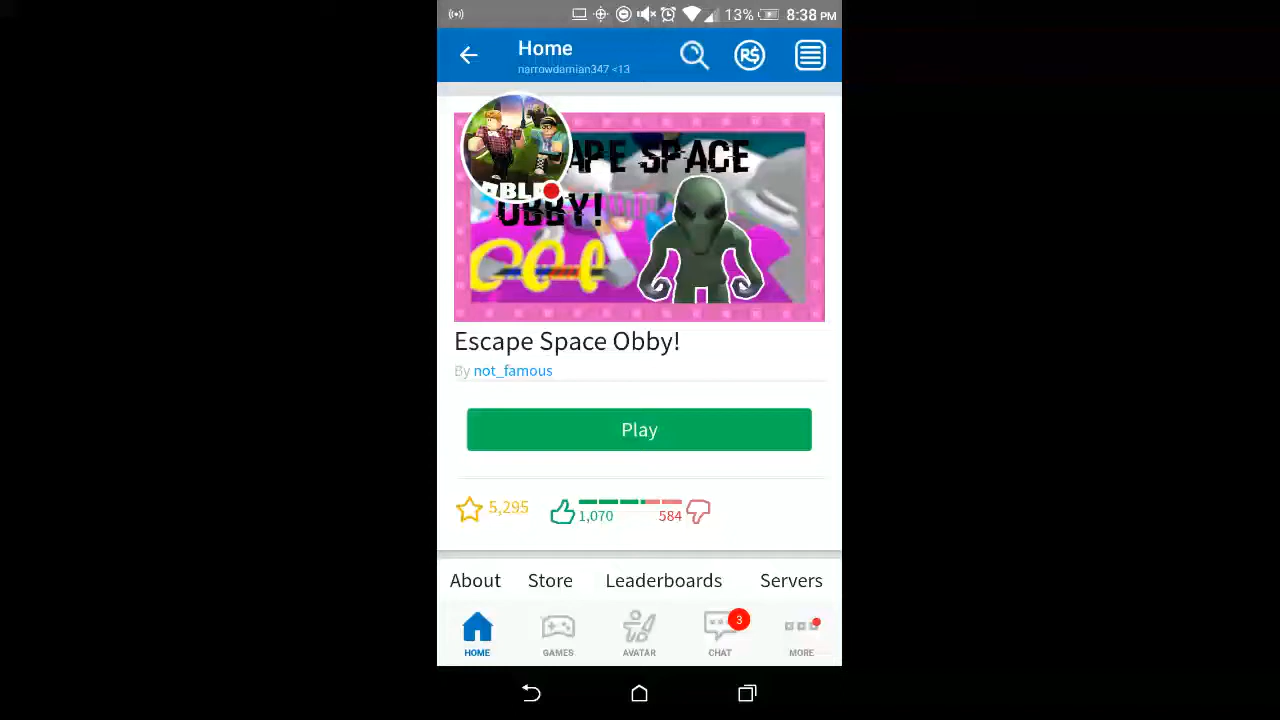 13% 8:38 PM
Home
narrowdamian347 <13
R$
APE SPACE
OBBY!
Escape Space Obby!
By not_famous
Play
5,295 1,070 584
About Store Leaderboards Servers
3
HOME GAMES AVATAR CHAT MORE